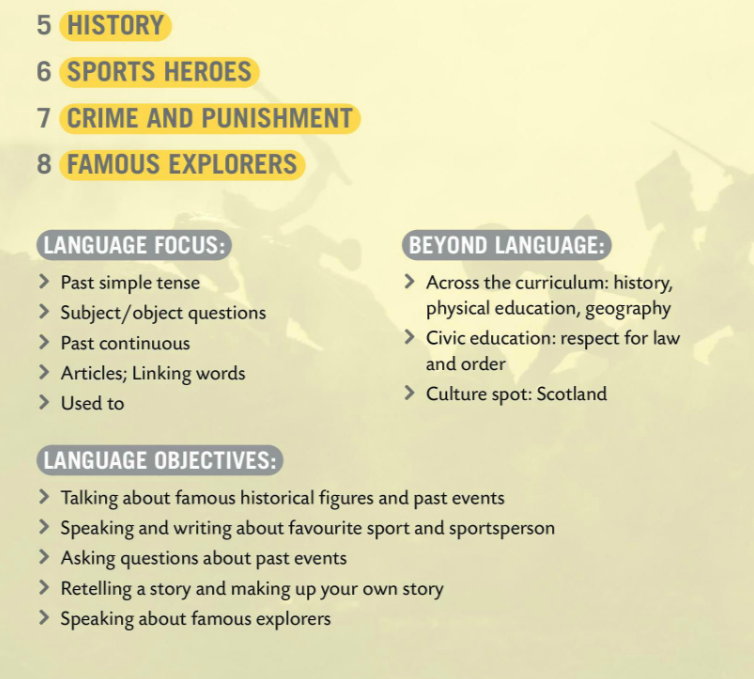 5 HISTORY
6 SPORTS HEROES
7 CRIME AND PUNISHMENT
8 FAMOUS EXPLORERS
LANGUAGE FOCUS:
> Past simple tense
> Subject/object questions
> Past continuous
> Articles; Linking words
> Used to
BEYOND LANGUAGE:
> Across the curriculum: history,
physical education, geography
> Civic education: respect for law
and order
> Culture spot: Scotland
LANGUAGE OBJECTIVES:
> Talking about famous historical figures and past events
> Speaking and writing about favourite sport and sportsperson
> Asking questions about past events
> Retelling a story and making up your own story
> Speaking about famous explorers